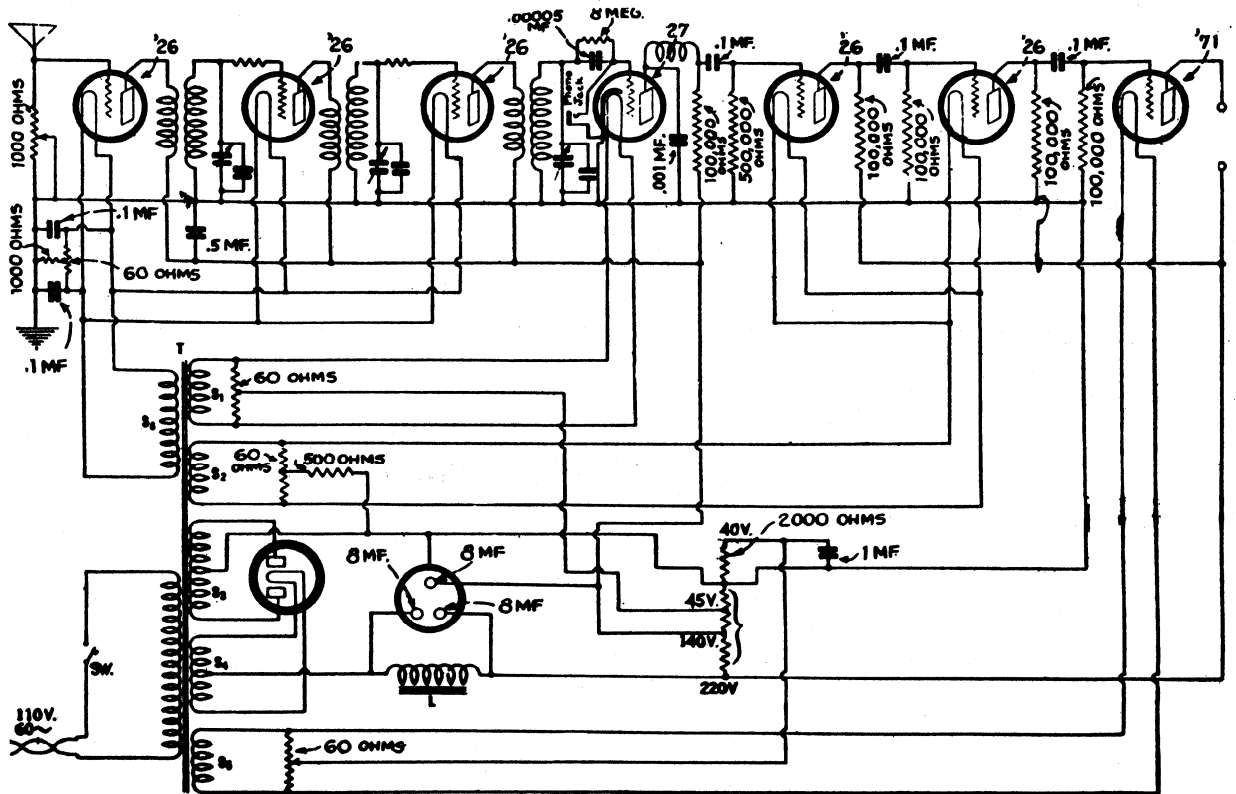 .00005
MF
8 MEG.
'26
'26
'26
27
.1 MF.
'26
.1 MF.
'26
.1 MF.
'71
1000 OHMS
Phono
Jack
.001 MF.
100,000
OHMS
500,000
OHMS
100,000
OHMS
100,000
OHMS
100,000
OHMS
100,000 OHMS
.1 MF
.5 MF.
1000 OHMS
60 OHMS
.1 MF
T
S1
60 OHMS
S6
S2
60
OHMS
500 OHMS
40V.
2000 OHMS
1 MF
8 MF.
8 MF
8 MF
S3
45V.
140V.
220V
SW.
S4
L
110V.
60~
S5
60 OHMS